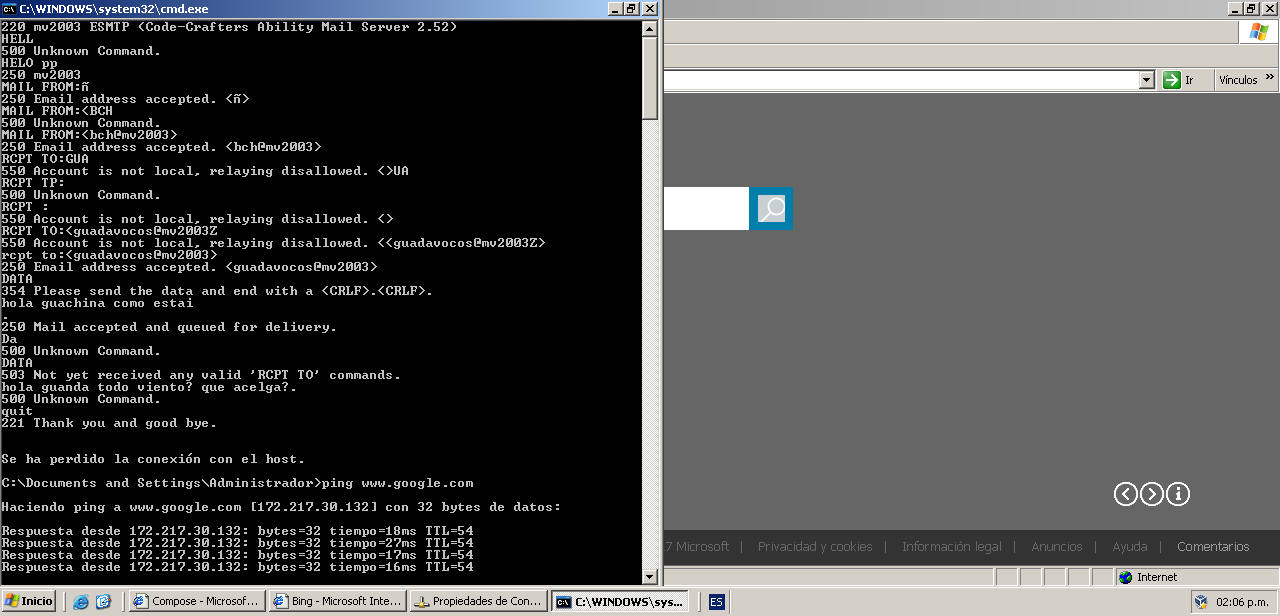 C:\WINDOWS\system32\cmd.exe
220 mv2003 ESMTP (Code-Crafters Ability Mail Server 2.52)
HELL
500 Unknown Command.
HELO pp
250 mv2003
MAIL FROM:ñ
250 Email address accepted. <ñ>
MAIL FROM:<BCH
500 Unknown Command.
MAIL FROM:<bch@mv2003>
250 Email address accepted. <bch@mv2003>
RCPT TO:GUA
550 Account is not local, relaying disallowed. <>UA
RCPT TP:
500 Unknown Command.
RCPT :
550 Account is not local, relaying disallowed. <>
RCPT TO:<guadavocos@mv2003Z
550 Account is not local, relaying disallowed. <<guadavocos@mv2003Z>
rcpt to:<guadavocos@mv2003>
250 Email address accepted. <guadavocos@mv2003>
DATA
354 Please send the data and end with a <CRLF>.<CRLF>.
hola guachina como estai
.
250 Mail accepted and queued for delivery.
Da
500 Unknown Command.
DATA
503 Not yet received any valid 'RCPT TO' commands.
hola guanda todo viento? que acelga?.
500 Unknown Command.
quit
221 Thank you and good bye.
Se ha perdido la conexión con el host.
C:\Documents and Settings\Administrador>ping www.google.com
Haciendo ping a www.google.com [172.217.30.132] con 32 bytes de datos:
Respuesta desde 172.217.30.132: bytes=32 tiempo=18ms TTL=54
Respuesta desde 172.217.30.132: bytes=32 tiempo=27ms TTL=54
Respuesta desde 172.217.30.132: bytes=32 tiempo=17ms TTL=54
Respuesta desde 172.217.30.132: bytes=32 tiempo=16ms TTL=54
Ir Vínculos »
7 Microsoft | Privacidad y cookies | Información legal | Anuncios | Ayuda | Comentarios
Internet
Inicio Compose - Microsof... Bing - Microsoft Inte... Propiedades de Con... C:\WINDOWS\sys... ES 02:06 p.m.